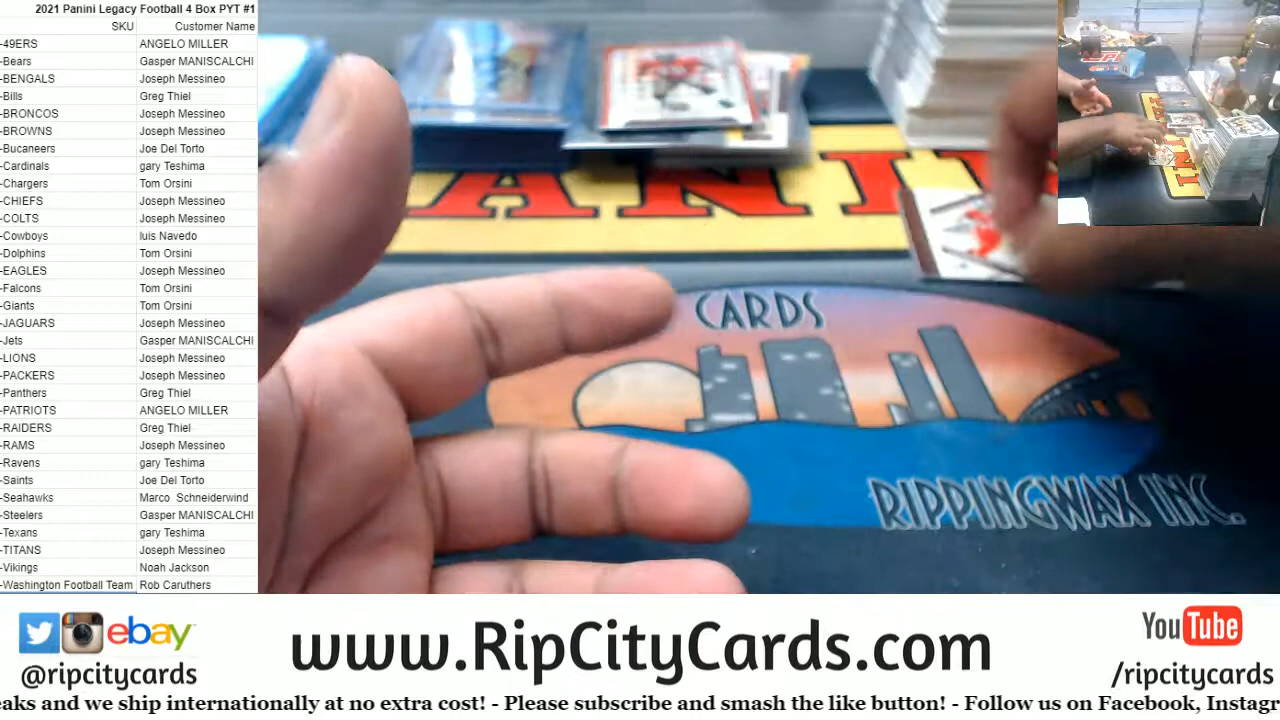 2021 Panini Legacy Football 4 Box PYT #1
SKU Customer Name
-49ERS ANGELO MILLER
-Bears Gasper MANISCALCHI
-BENGALS Joseph Messineo
-Bills Greg Thiel
-BRONCOS Joseph Messineo
-BROWNS Joseph Messineo
-Bucaneers Joe Del Torto
-Cardinals gary Teshima
-Chargers Tom Orsini
-CHIEFS Joseph Messineo
-COLTS Joseph Messineo
-Cowboys luis Navedo
-Dolphins Tom Orsini
-EAGLES Joseph Messineo
-Falcons Tom Orsini
-Giants Tom Orsini
-JAGUARS Joseph Messineo
-Jets Gasper MANISCALCHI
-LIONS Joseph Messineo
-PACKERS Joseph Messineo
-Panthers Greg Thiel
-PATRIOTS ANGELO MILLER
-RAIDERS Greg Thiel
-RAMS Joseph Messineo
-Ravens gary Teshima
-Saints Joe Del Torto
-Seahawks Marco Schneiderwind
-Steelers Gasper MANISCALCHI
-Texans gary Teshima
-TITANS Joseph Messineo
-Vikings Noah Jackson
-Washington Football Team Rob Caruthers
ANI
CARDS
RIPPINGWAX INC.
ebay
@ripcitycards
www.RipCityCards.com
YouTube
/ripcitycards
eaks and we ship internationally at no extra cost! - Please subscribe and smash the like button! - Follow us on Facebook, Instagr